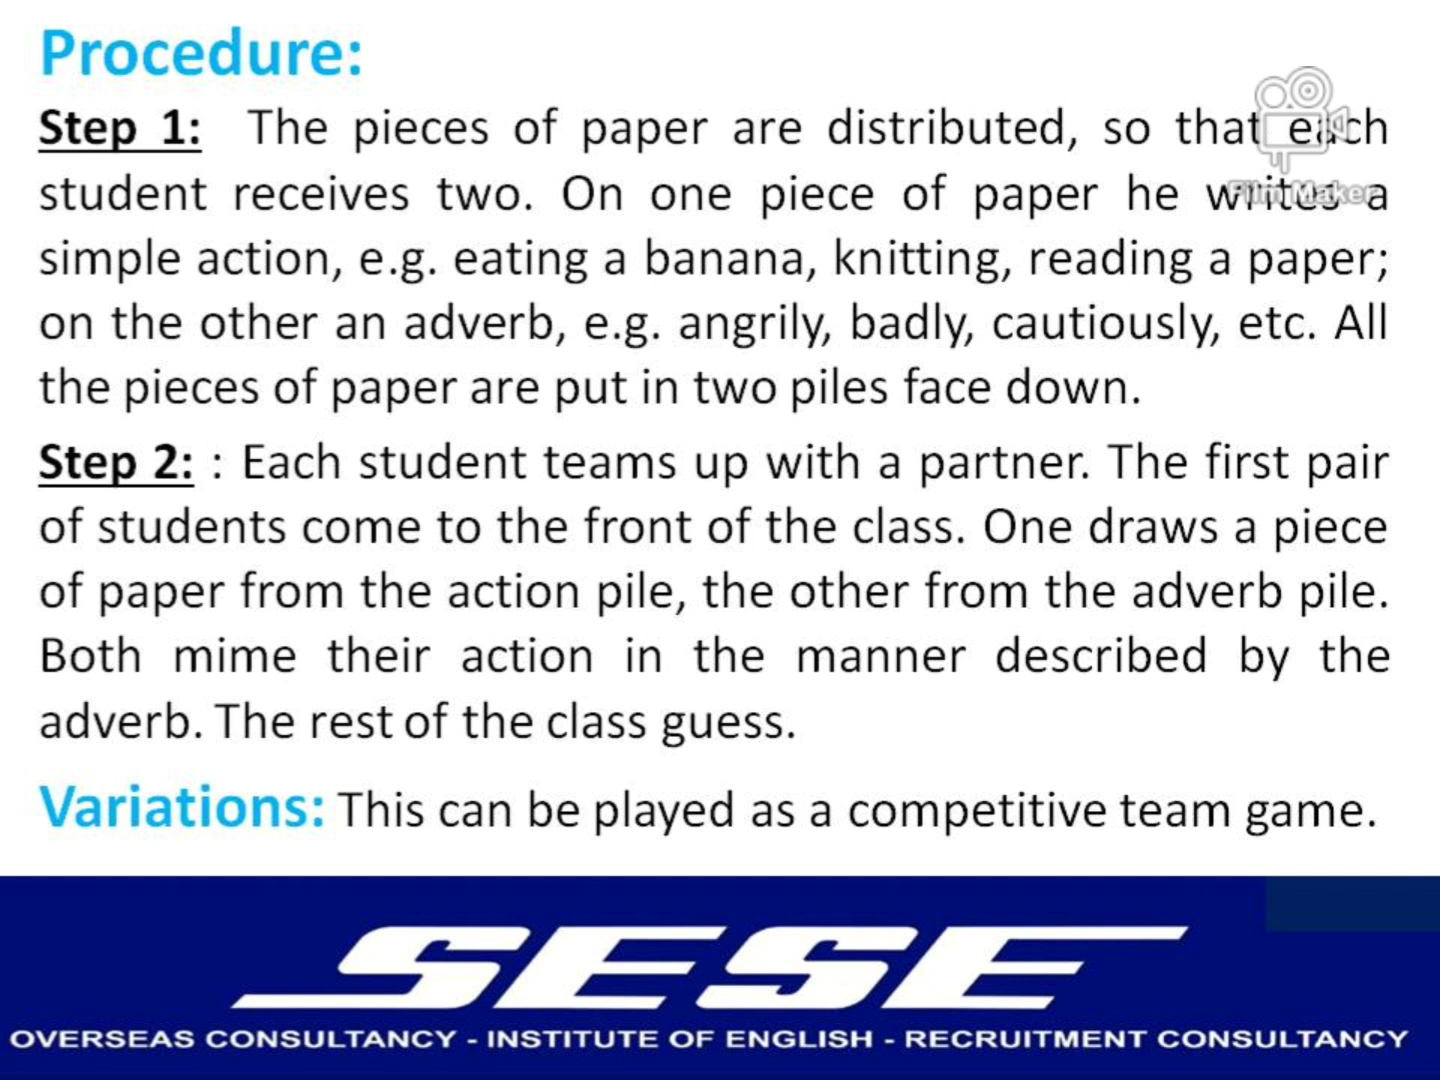 Procedure:
Step 1: The pieces of paper are distributed, so that each
student receives two. On one piece of paper he writes a
simple action, e.g. eating a banana, knitting, reading a paper;
on the other an adverb, e.g. angrily, badly, cautiously, etc. All
the pieces of paper are put in two piles face down.
Step 2: : Each student teams up with a partner. The first pair
of students come to the front of the class. One draws a piece
of paper from the action pile, the other from the adverb pile.
Both mime their action in the manner described by the
adverb. The rest of the class guess.
Variations: This can be played as a competitive team game.
Film Maker
SESE
OVERSEAS CONSULTANCY - INSTITUTE OF ENGLISH - RECRUITMENT CONSULTANCY